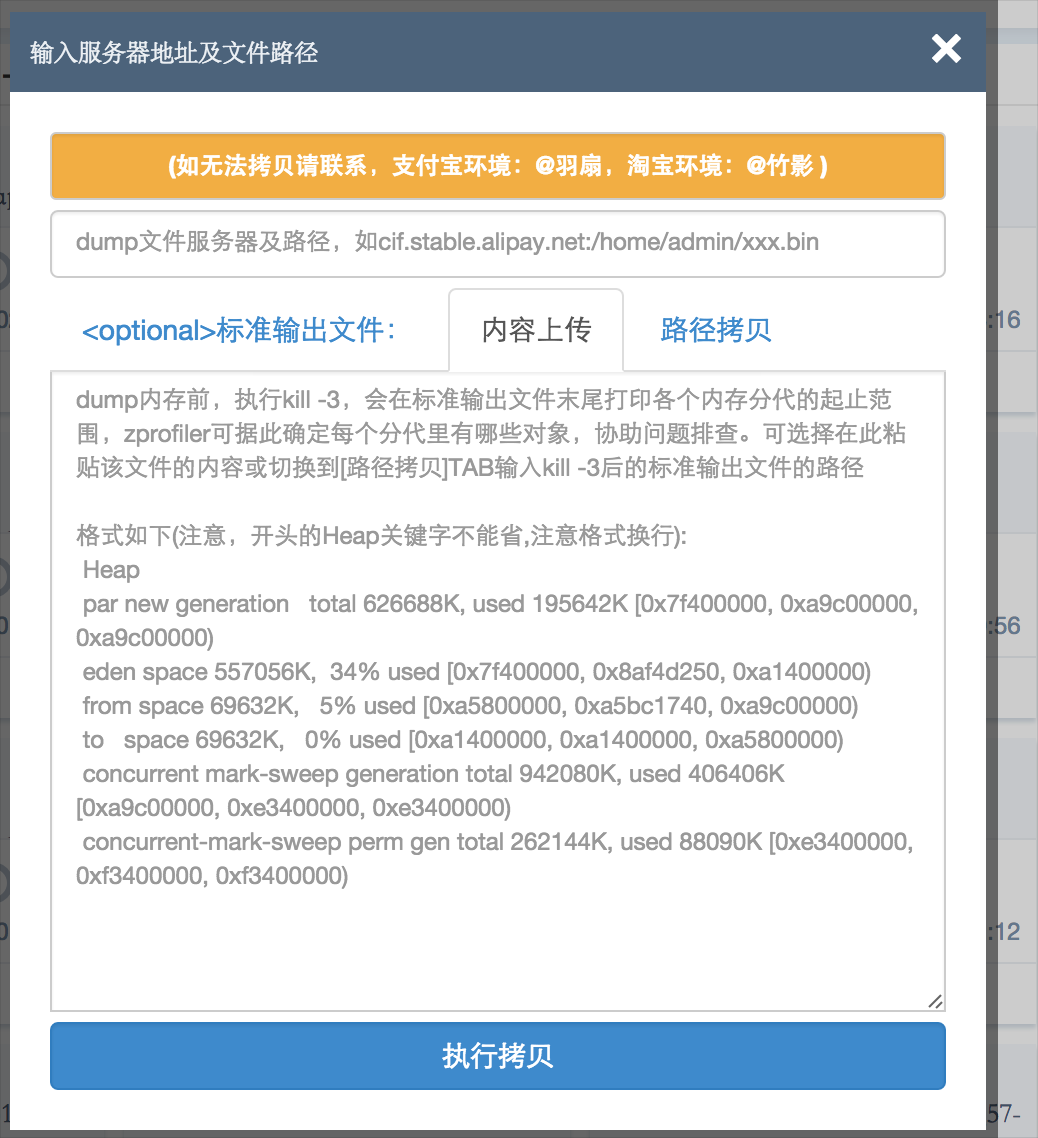 输入服务器地址及文件路径
(如无法拷贝请联系，支付宝环境：@羽扇，淘宝环境：@竹影 )
dump文件服务器及路径，如cif.stable.alipay.net:/home/admin/xxx.bin
<optional>标准输出文件： 内容上传 路径拷贝
dump内存前，执行kill -3，会在标准输出文件末尾打印各个内存分代的起止范
围，zprofiler可据此确定每个分代里有哪些对象，协助问题排查。可选择在此粘
贴该文件的内容或切换到[路径拷贝]TAB输入kill -3后的标准输出文件的路径
格式如下(注意，开头的Heap关键字不能省,注意格式换行):
Heap
par new generation   total 626688K, used 195642K [0x7f400000, 0xa9c00000,
0xa9c00000)
eden space 557056K,  34% used [0x7f400000, 0x8af4d250, 0xa1400000)
from space 69632K,   5% used [0xa5800000, 0xa5bc1740, 0xa9c00000)
to   space 69632K,   0% used [0xa1400000, 0xa1400000, 0xa5800000)
concurrent mark-sweep generation total 942080K, used 406406K
[0xa9c00000, 0xe3400000, 0xe3400000)
concurrent-mark-sweep perm gen total 262144K, used 88090K [0xe3400000,
0xf3400000, 0xf3400000)
执行拷贝
:16
:56
:12
57-